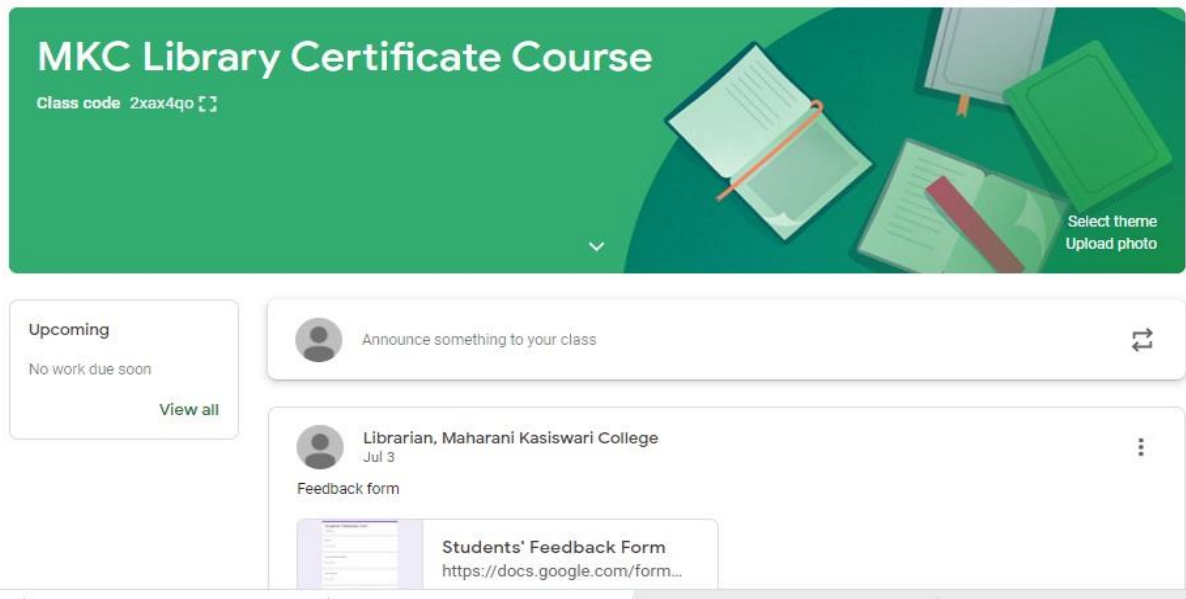 MKC Library Certificate Course
Class code 2xax4qo
Select theme
Upload photo
Upcoming
No work due soon
View all
Announce something to your class
Librarian, Maharani Kasiswari College
Jul 3
Feedback form
Students' Feedback Form
https://docs.google.com/form...